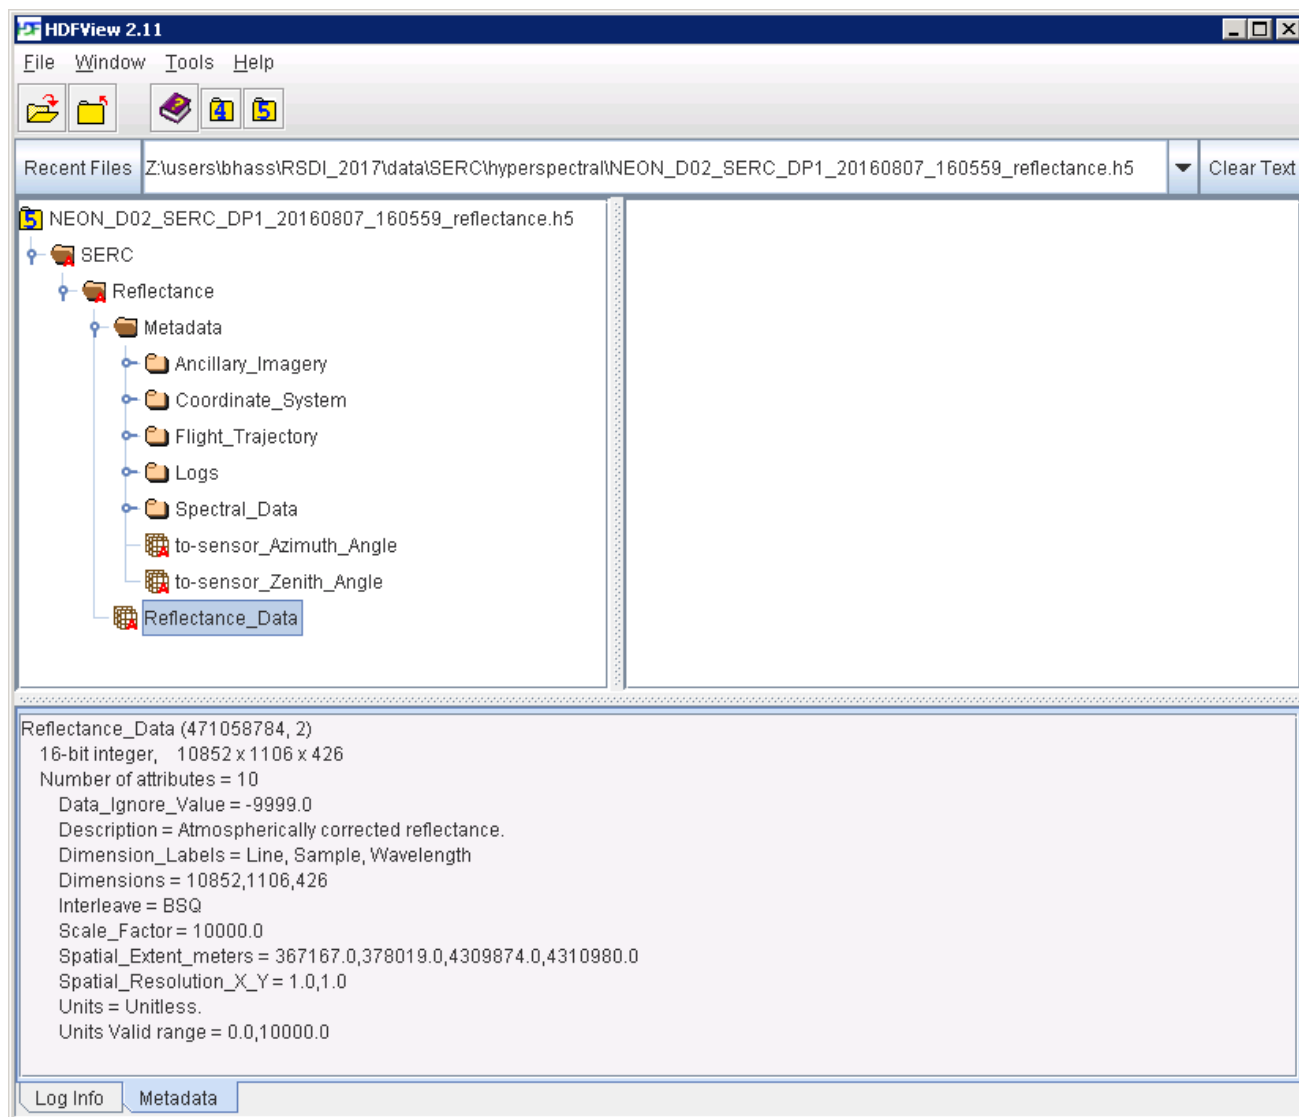 HDFView 2.11
File Window Tools Help
4 5
Recent Files Z:\users\bhass\RSDI_2017\data\SERC\hyperspectral\NEON_D02_SERC_DP1_20160807_160559_reflectance.h5 Clear Text
NEON_D02_SERC_DP1_20160807_160559_reflectance.h5
SERC
Reflectance
Metadata
Ancillary_Imagery
Coordinate_System
Flight_Trajectory
Logs
Spectral_Data
to-sensor_Azimuth_Angle
to-sensor_Zenith_Angle
Reflectance_Data
Reflectance_Data (471058784, 2)
16-bit integer, 10852 x 1106 x 426
Number of attributes = 10
Data_Ignore_Value = -9999.0
Description = Atmospherically corrected reflectance.
Dimension_Labels = Line, Sample, Wavelength
Dimensions = 10852,1106,426
Interleave = BSQ
Scale_Factor = 10000.0
Spatial_Extent_meters = 367167.0,378019.0,4309874.0,4310980.0
Spatial_Resolution_X_Y = 1.0,1.0
Units = Unitless.
Units Valid range = 0.0,10000.0
Log Info Metadata